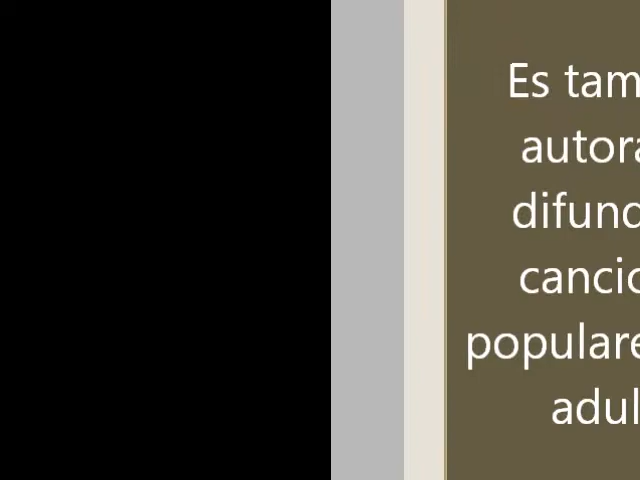 Es tam
autora
difund
cancio
populare
adul